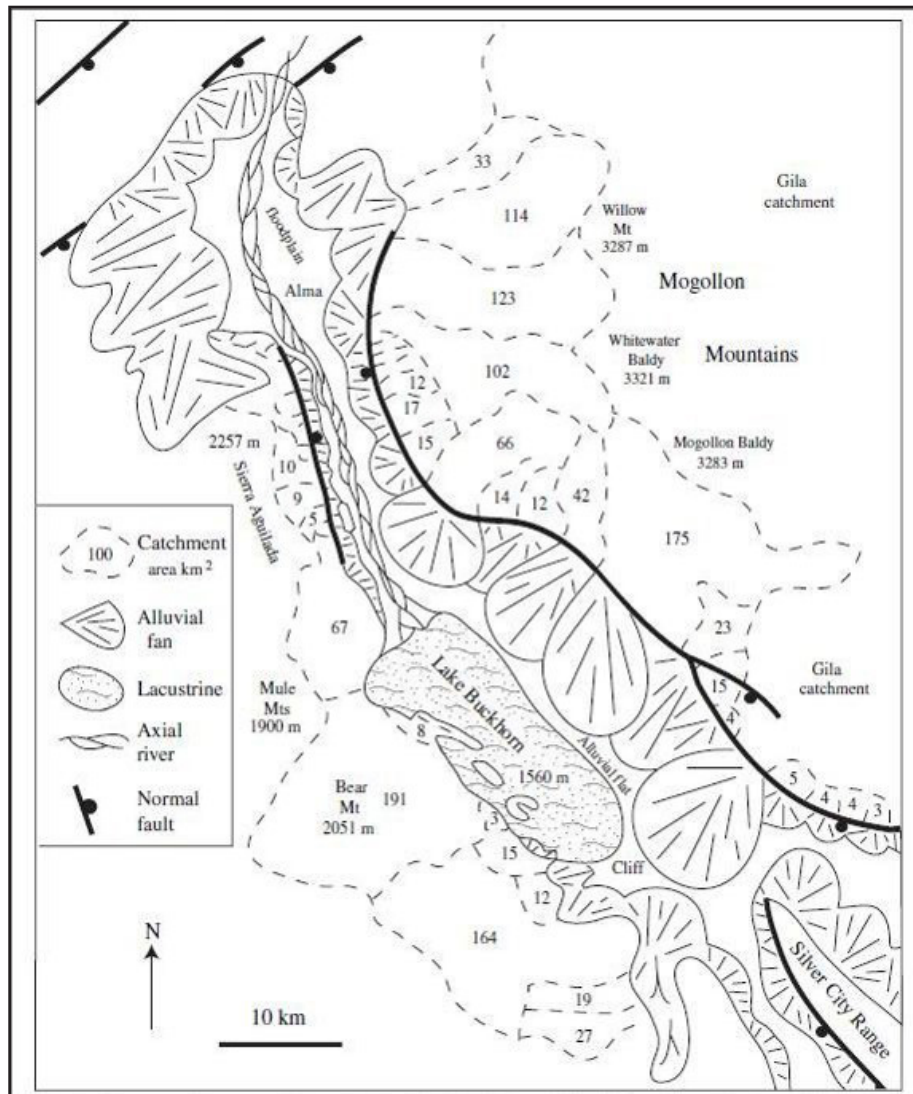 33
Gila
catchment
114
Willow
Mt
3287 m
floodplain
Mogollon
Alma
123
Whitewater
Baldy
3321 m
Mountains
102
12
17
2257 m
15
66
Mogollon Baldy
3283 m
Sierra Aguilada
10
14
12
42
9
5
175
100
Catchment
area km²
Alluvial
fan
Lacustrine
Axial
river
Normal
fault
67
23
Lake Buckhorn
15
Gila
catchment
Mule
Mts
1900 m
4
8
Alluvial flat
1560 m
Bear
Mt
2051 m
191
5
4
4
3
3
15
Cliff
12
164
N
Silver City Range
19
10 km
27